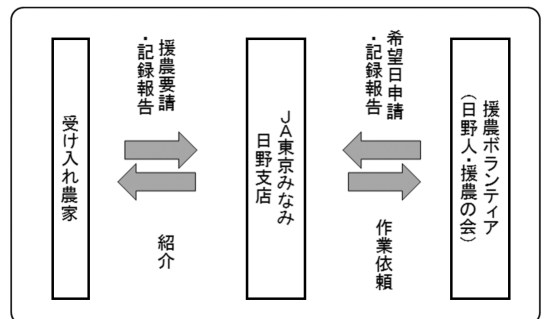 受け入れ農家
援農要請
・記録報告
紹介
JA東京みなみ
日野支店
希望日申請
・記録報告
作業依頼
援農ボランティア
(日野人・援農の会)